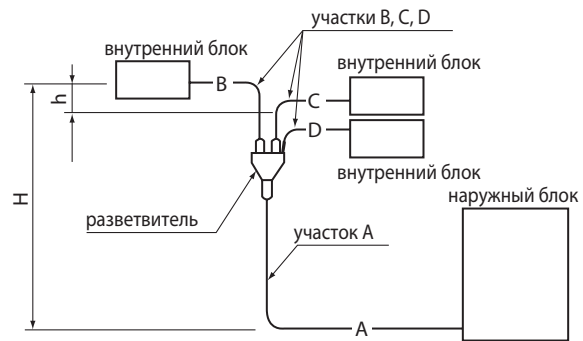 участки B, C, D
внутренний блок
внутренний блок
B
h
C
D
внутренний блок
H
наружный блок
разветвитель
участок A
A